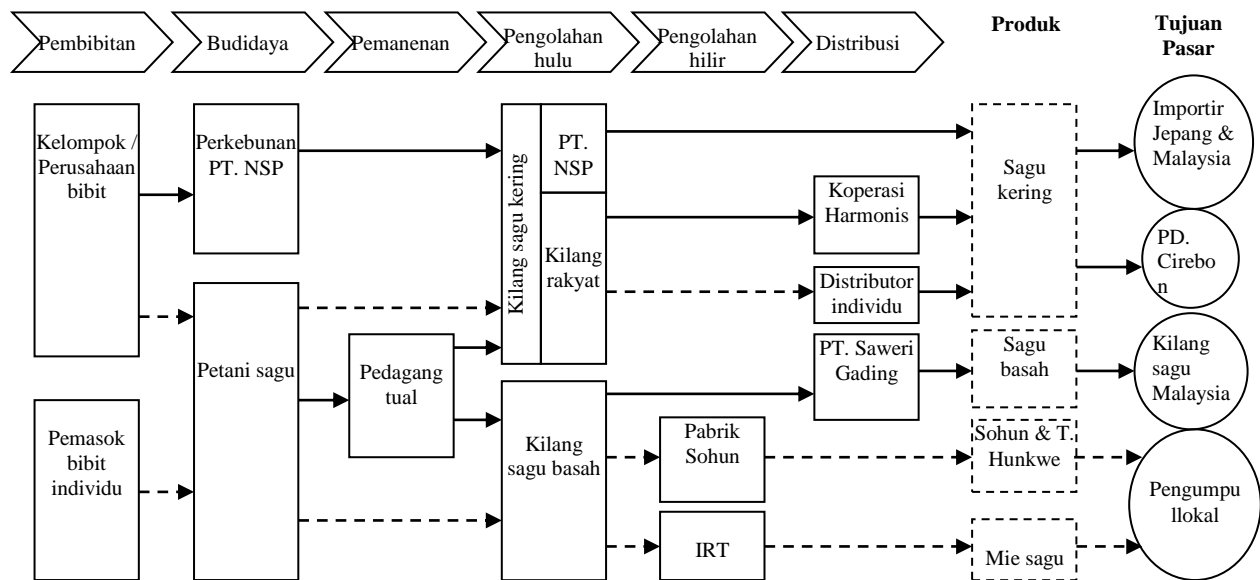 Pembibitan
Budidaya
Pemanenan
Pengolahan
hulu
Pengolahan
hilir
Distribusi
Produk
Tujuan
Pasar
Kelompok /
Perusahaan
bibit
Perkebunan
PT. NSP
Kilang sagu kering
PT.
NSP
Kilang
rakyat
Koperasi
Harmonis
Distributor
individu
Sagu
kering
Importir
Jepang &
Malaysia
PD.
Cirebo
n
Petani sagu
Pedagang
tual
PT. Saweri
Gading
Sagu
basah
Kilang
sagu
Malaysia
Pemasok
bibit
individu
Kilang
sagu basah
Pabrik
Sohun
Sohun & T.
Hunkwe
Pengumpu
llokal
IRT
Mie sagu